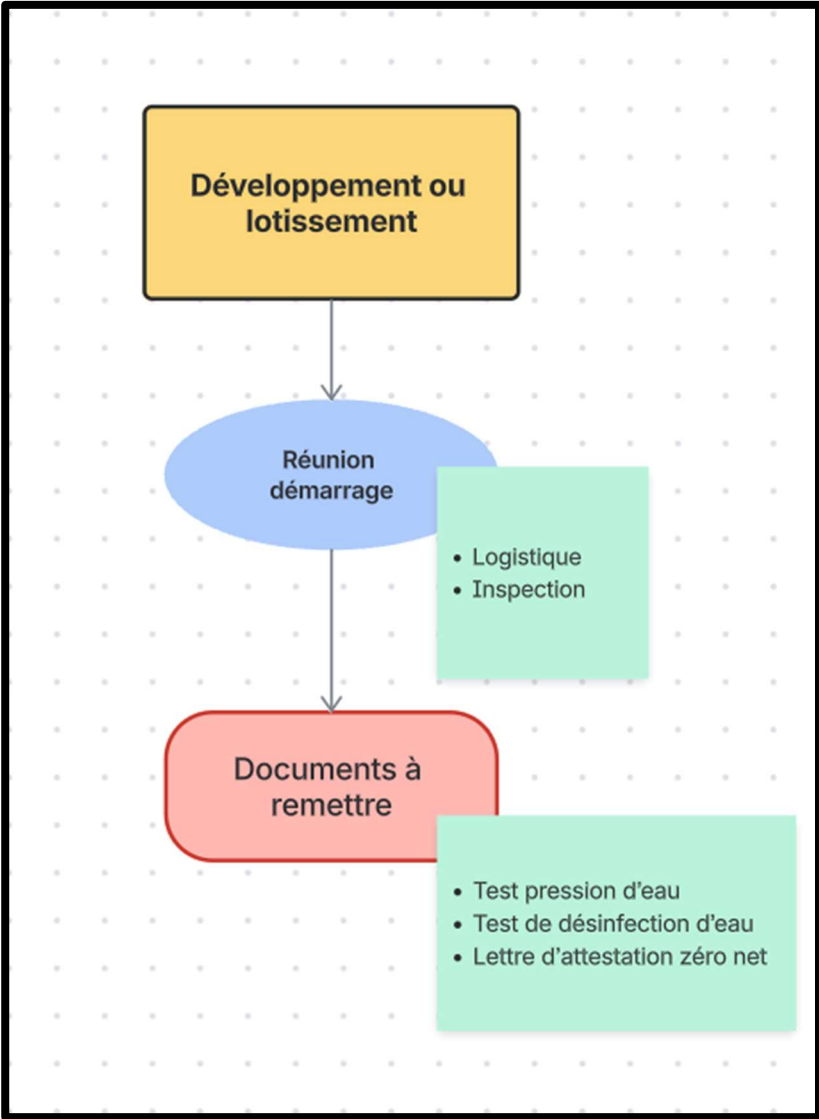 Développement ou
lotissement
Réunion
démarrage
• Logistique
• Inspection
Documents à
remettre
• Test pression d’eau
• Test de désinfection d’eau
• Lettre d’attestation zéro net